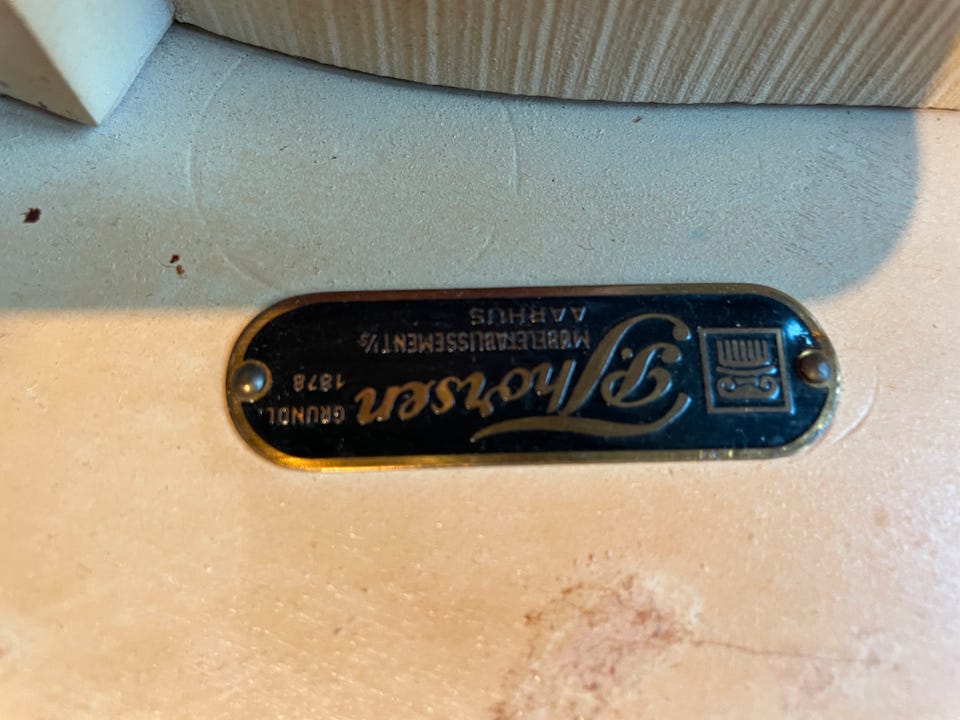 P. Thorsen
GRUNDL.
1878
MØBELETABLISSEMENT A/S
AARHUS